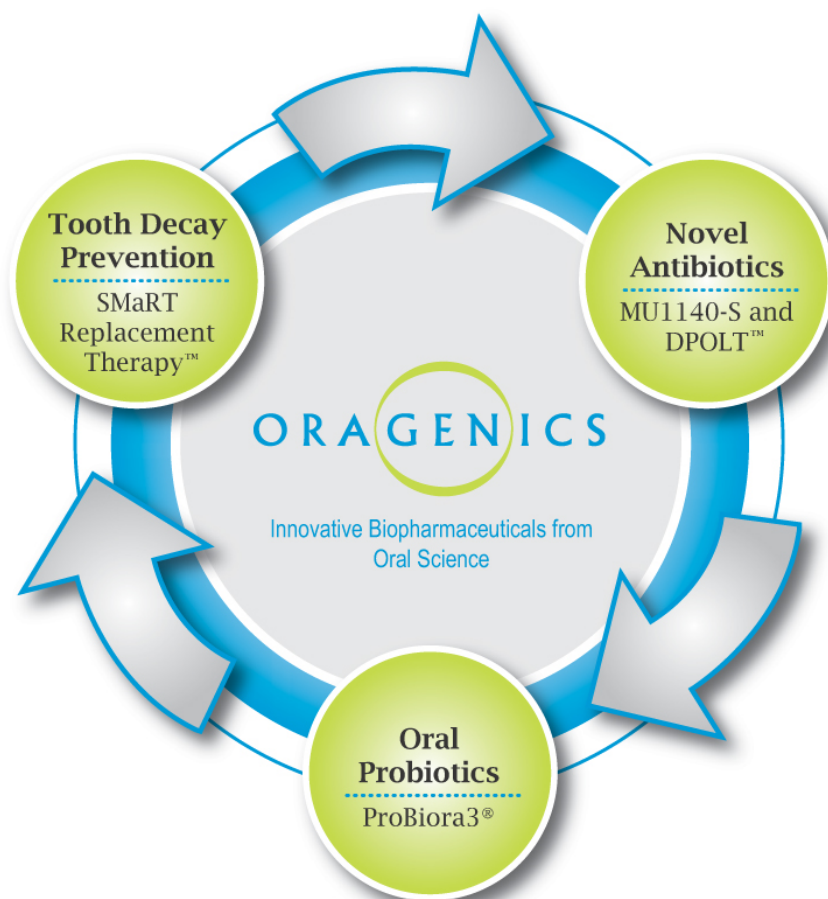 Tooth Decay
Prevention
SMaRT
Replacement
Therapy™
Novel
Antibiotics
MU1140-S and
DPOLT™
ORAGENICS
Innovative Biopharmaceuticals from
Oral Science
Oral
Probiotics
ProBiora3®